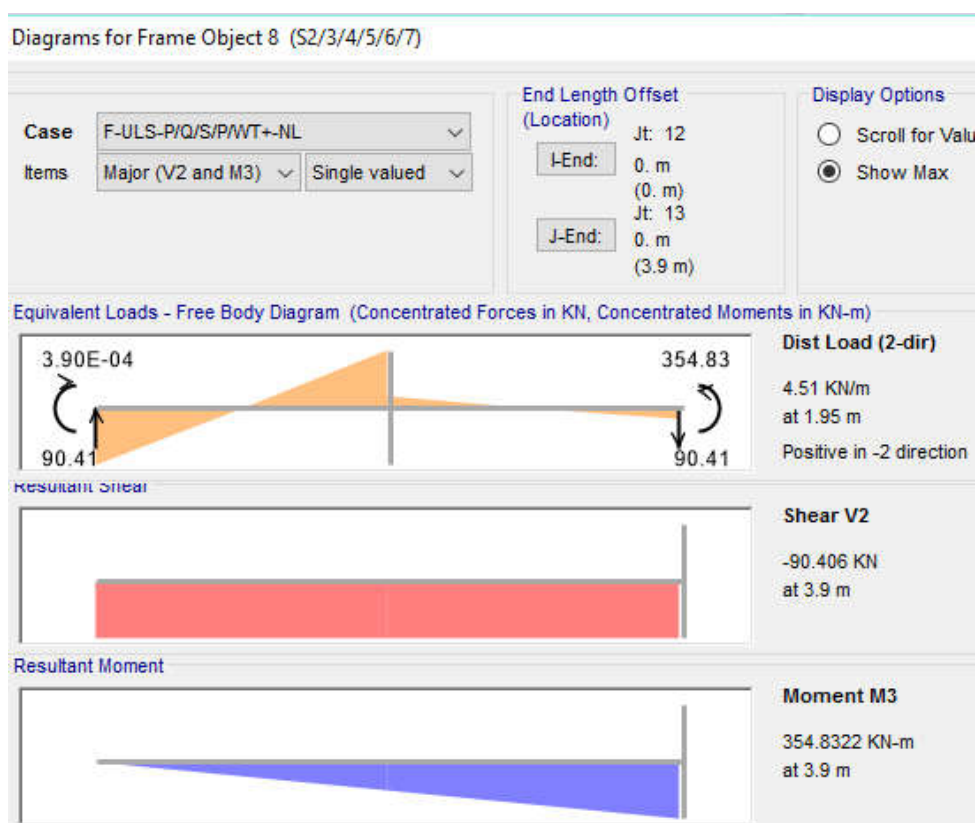 Diagrams for Frame Object 8 (S2/3/4/5/6/7)
Case F-ULS-P/Q/S/P/WT+-NL
Items Major (V2 and M3) Single valued
End Length Offset
(Location)
Jt: 12
I-End: 0. m
(0. m)
Jt: 13
J-End: 0. m
(3.9 m)
Display Options
Scroll for Valu
Show Max
Equivalent Loads - Free Body Diagram (Concentrated Forces in KN, Concentrated Moments in KN-m)
3.90E-04 354.83
90.41 90.41
Dist Load (2-dir)
4.51 KN/m
at 1.95 m
Positive in -2 direction
Resultant Shear
Shear V2
-90.406 KN
at 3.9 m
Resultant Moment
Moment M3
354.8322 KN-m
at 3.9 m